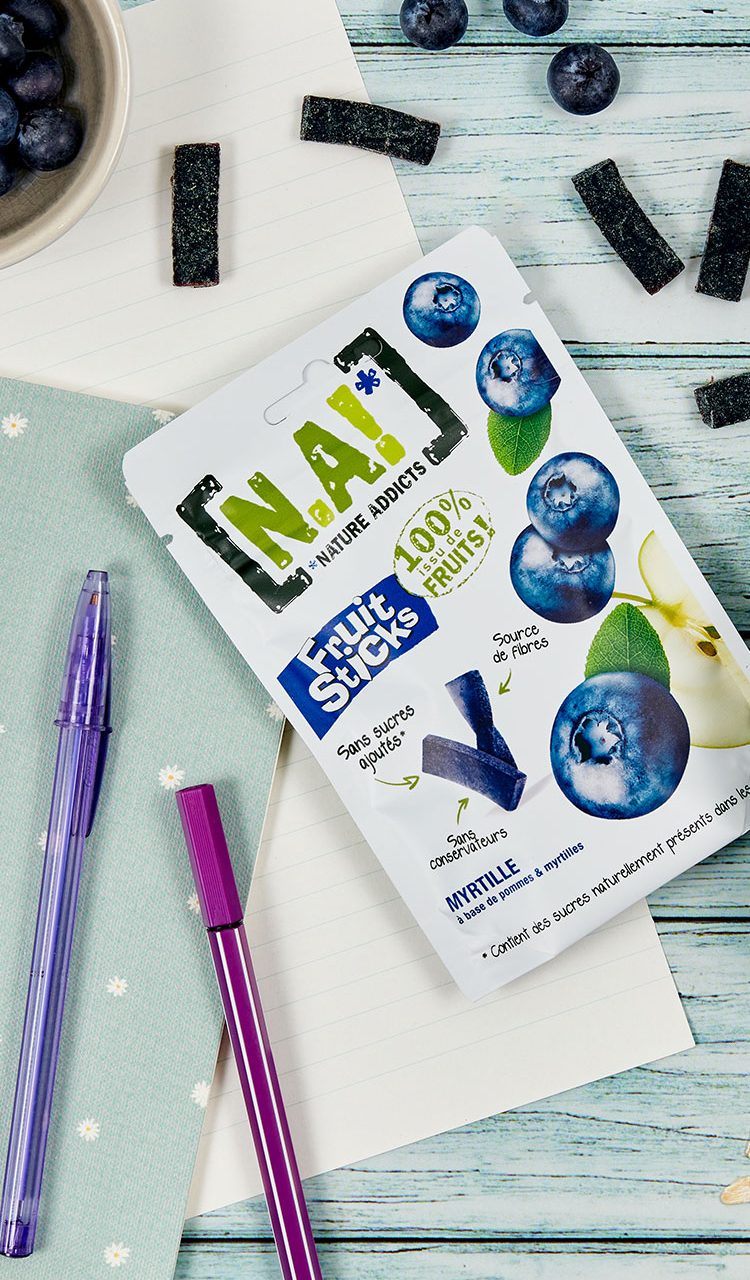 [N.A!*]
*NATURE ADDICTS
100%
issu de
FRUITS!
Fruit
Sticks
Source
de fibres
Sans sucres
ajoutés*
Sans
conservateurs
MYRTILLE
à base de pommes & myrtilles
* Contient des sucres naturellement présents dans les